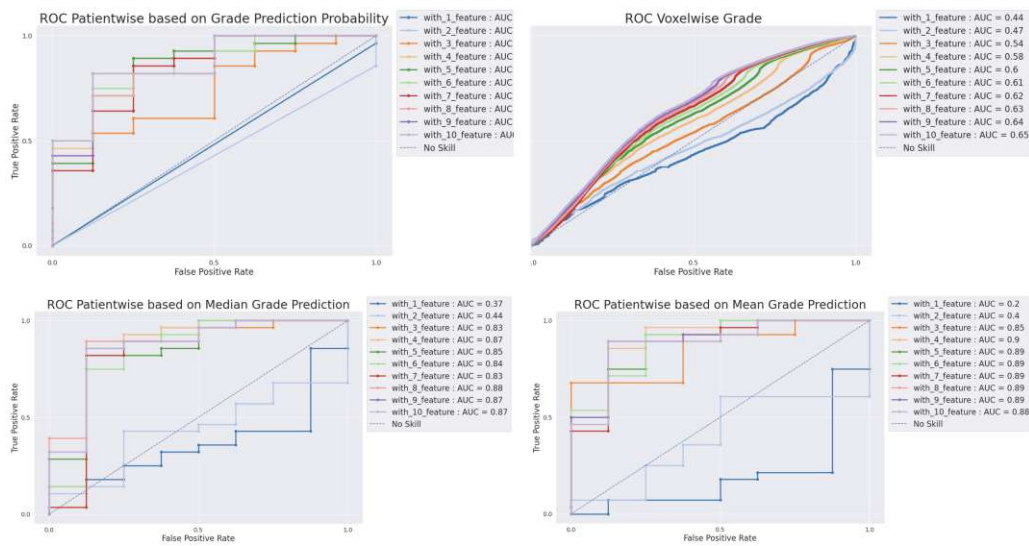 ROC Patientwise based on Grade Prediction Probability
with_1_feature : AUC
with_2_feature : AUC
with_3_feature : AUC
with_4_feature : AUC
with_5_feature : AUC
with_6_feature : AUC
with_7_feature : AUC
with_8_feature : AUC
with_9_feature : AUC
with_10_feature : AUC
No Skill
True Positive Rate
1.0
0.5
0.0
0.0
0.5
1.0
False Positive Rate
ROC Voxelwise Grade
with_1_feature : AUC = 0.44
with_2_feature : AUC = 0.47
with_3_feature : AUC = 0.54
with_4_feature : AUC = 0.58
with_5_feature : AUC = 0.6
with_6_feature : AUC = 0.61
with_7_feature : AUC = 0.62
with_8_feature : AUC = 0.63
with_9_feature : AUC = 0.64
with_10_feature : AUC = 0.65
No Skill
.0
0.5
1.0
False Positive Rate
ROC Patientwise based on Median Grade Prediction
with_1_feature : AUC = 0.37
with_2_feature : AUC = 0.44
with_3_feature : AUC = 0.83
with_4_feature : AUC = 0.87
with_5_feature : AUC = 0.85
with_6_feature : AUC = 0.84
with_7_feature : AUC = 0.83
with_8_feature : AUC = 0.88
with_9_feature : AUC = 0.87
with_10_feature : AUC = 0.87
No Skill
True Positive Rate
1.0
0.5
0.0
0.0
0.5
1.0
False Positive Rate
ROC Patientwise based on Mean Grade Prediction
with_1_feature : AUC = 0.2
with_2_feature : AUC = 0.4
with_3_feature : AUC = 0.85
with_4_feature : AUC = 0.9
with_5_feature : AUC = 0.89
with_6_feature : AUC = 0.89
with_7_feature : AUC = 0.89
with_8_feature : AUC = 0.89
with_9_feature : AUC = 0.89
with_10_feature : AUC = 0.88
No Skill
True Positive Rate
1.0
0.5
0.0
0.0
0.5
1.0
False Positive Rate